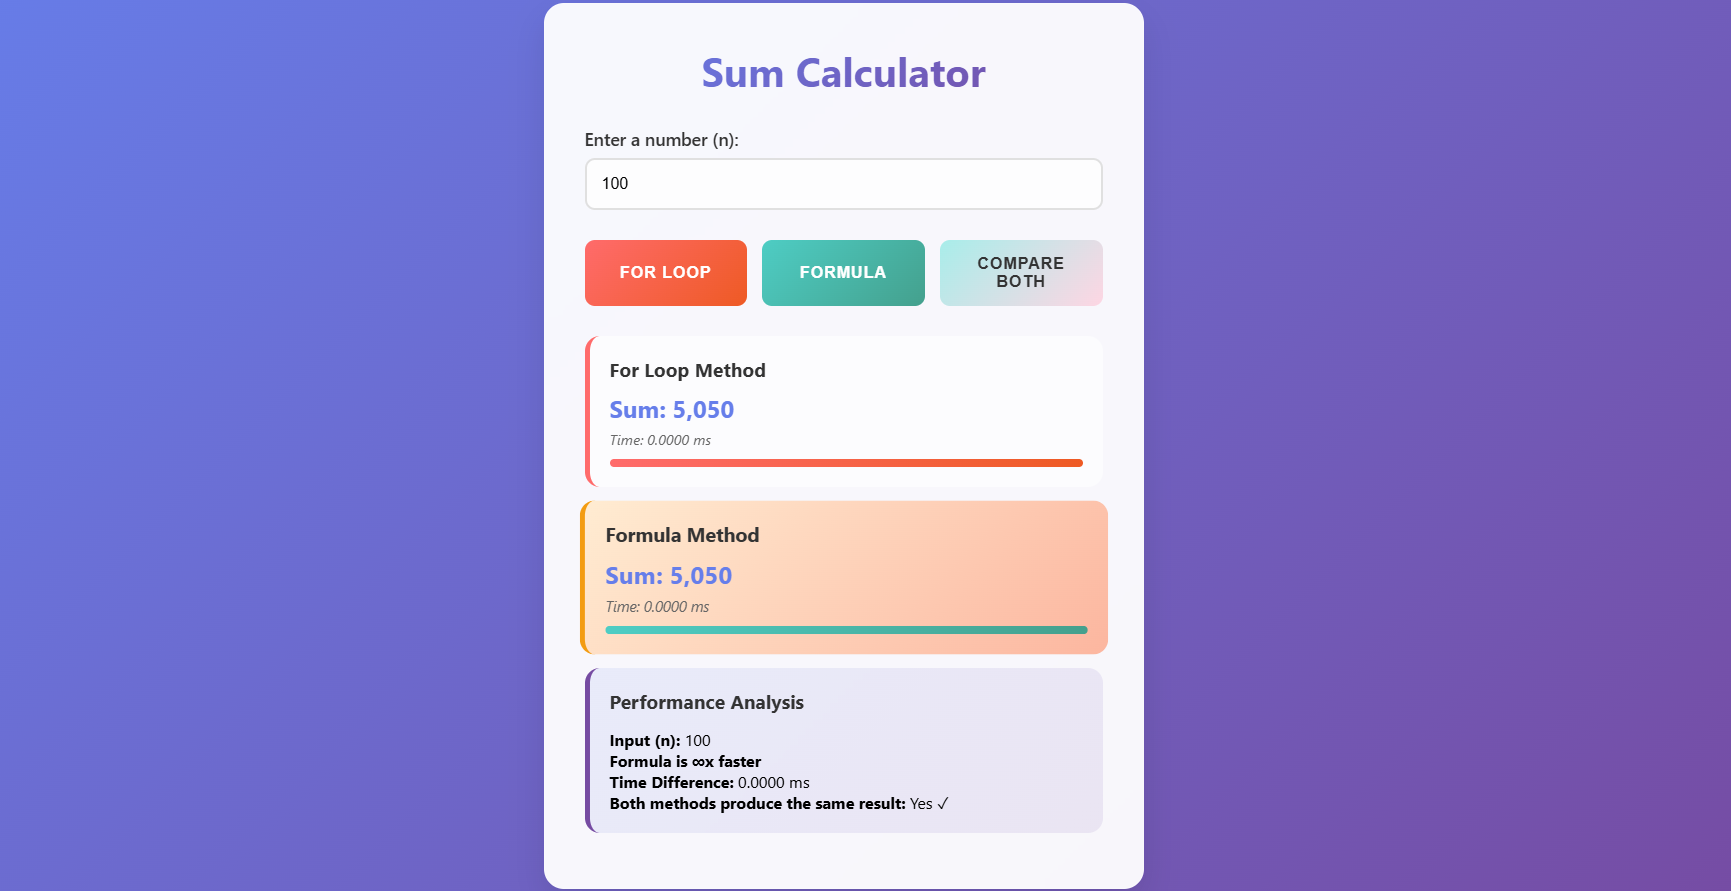 Sum Calculator
Enter a number (n):
100
FOR LOOP
FORMULA
COMPARE
BOTH
For Loop Method
Sum: 5,050
Time: 0.0000 ms
Formula Method
Sum: 5,050
Time: 0.0000 ms
Performance Analysis
Input (n): 100
Formula is ∞x faster
Time Difference: 0.0000 ms
Both methods produce the same result: Yes ✓